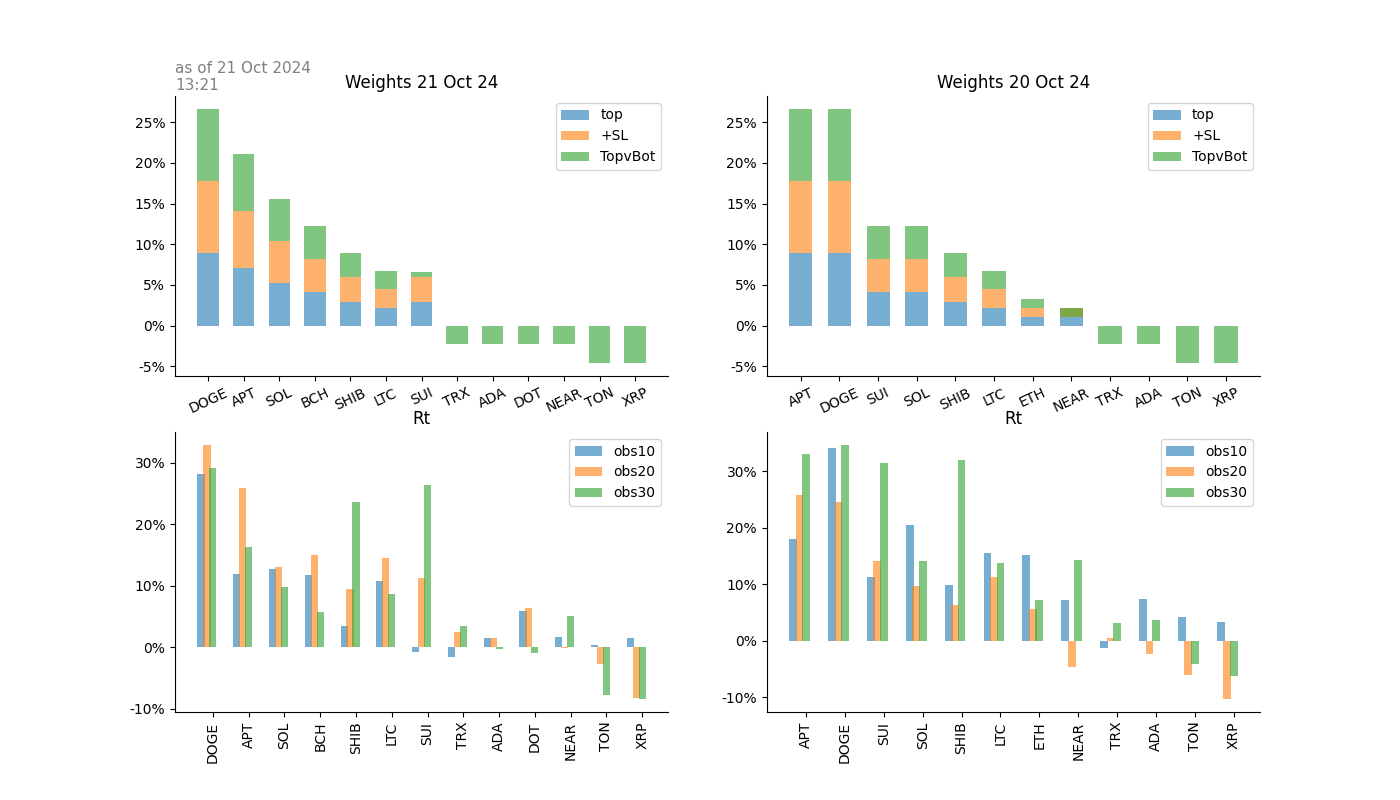 as of 21 Oct 2024
13:21
Weights 21 Oct 24
25%
20%
15%
10%
5%
0%
-5%
top
+SL
TopvBot
DOGE APT SOL BCH SHIB LTC SUI TRX ADA DOT NEAR TON XRP
Weights 20 Oct 24
25%
20%
15%
10%
5%
0%
-5%
top
+SL
TopvBot
APT DOGE SUI SOL SHIB LTC ETH NEAR TRX ADA TON XRP
Rt
30%
20%
10%
0%
-10%
obs10
obs20
obs30
DOGE APT SOL BCH SHIB LTC SUI TRX ADA DOT NEAR TON XRP
Rt
30%
20%
10%
0%
-10%
obs10
obs20
obs30
APT DOGE SUI SOL SHIB LTC ETH NEAR TRX ADA TON XRP